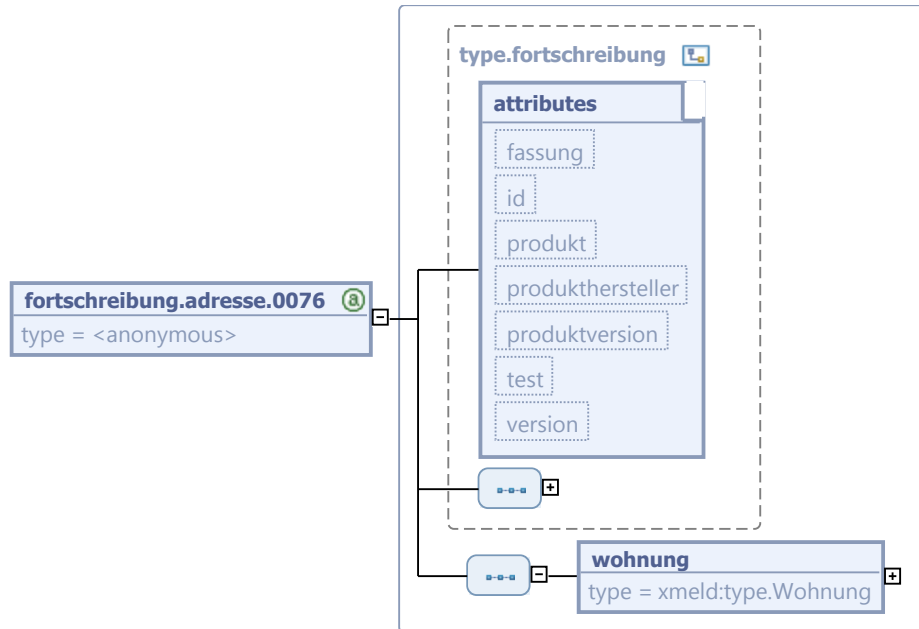 type.fortschreibung
attributes
fassung
id
produkt
produkthersteller
produktversion
test
version
fortschreibung.adresse.0076 a
type = <anonymous>
wohnung
type = xmeld:type.Wohnung